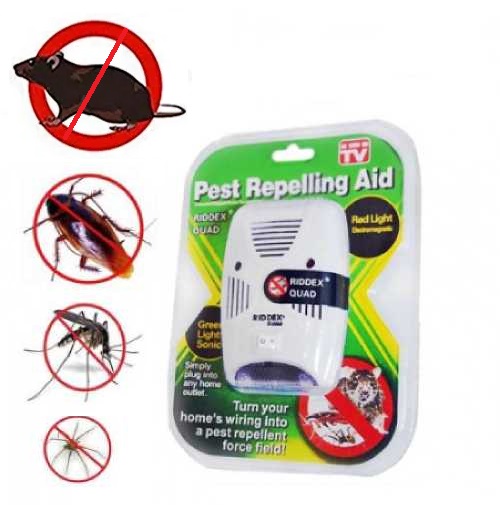 AS SEEN ON
TV
Pest Repelling Aid
RIDDEX®
QUAD
Red Light
Electromagnetic
RIDDEX®
QUAD
Green
Light
Sonic
RIDDEX®
Simply
plug into
any home
outlet.
Turn your
home's wiring into
a pest repellent
force field!